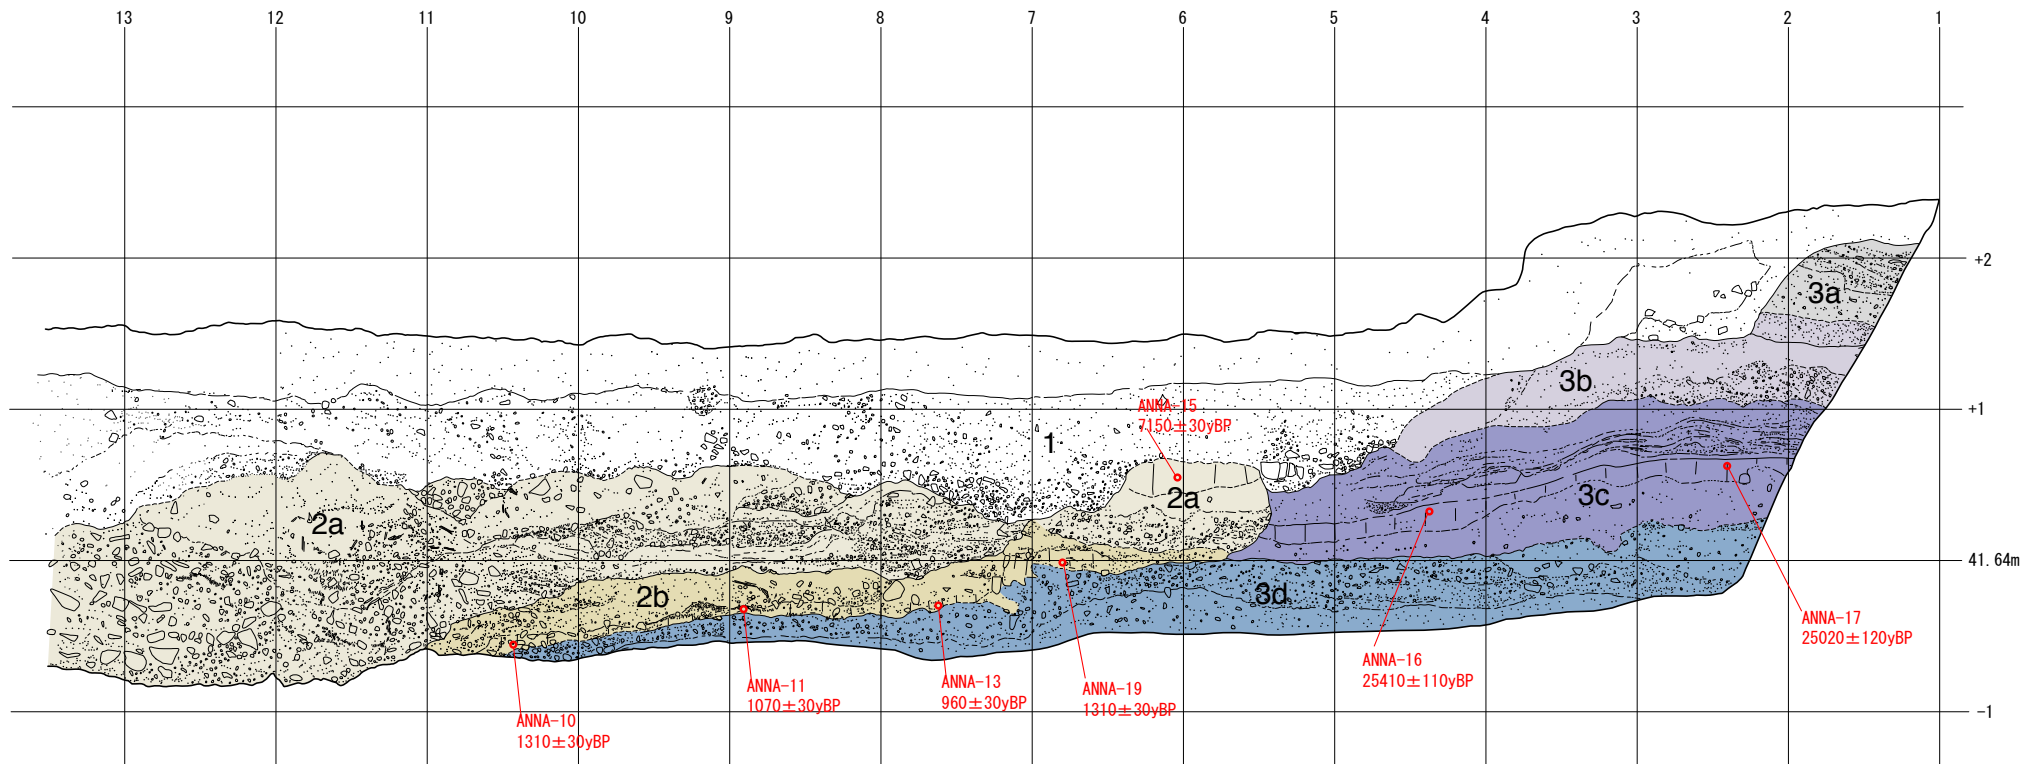 13 12 11 10 9 8 7 6 5 4 3 2 1
+2
3a
3b
ANNA-15
+1
7150±30yBP
1
3c
2a
2a
41.64m
3d
2b
ANNA-17
25020±120yBP
ANNA-16
25410±110yBP
ANNA-11
1070±30yBP
ANNA-13
960±30yBP
ANNA-19
1310±30yBP
-1
ANNA-10
1310±30yBP